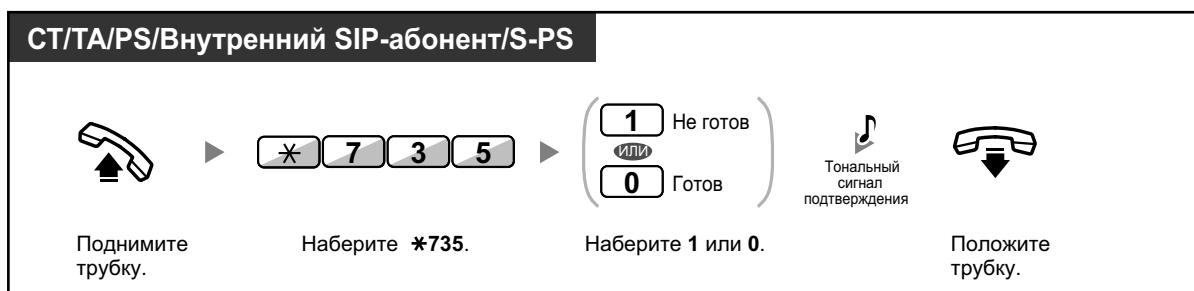 СТ/ТА/PS/Внутренний SIP-абонент/S-PS
* 7 3 5
1 Не готов
ИЛИ
0 Готов
Тональный
сигнал
подтверждения
Поднимите
трубку.
Наберите *735.
Наберите 1 или 0.
Положите
трубку.